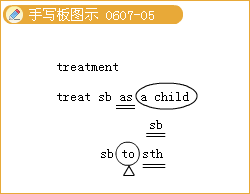 手写板图示 0607-05
treatment
treat sb as a child
sb
sb to sth